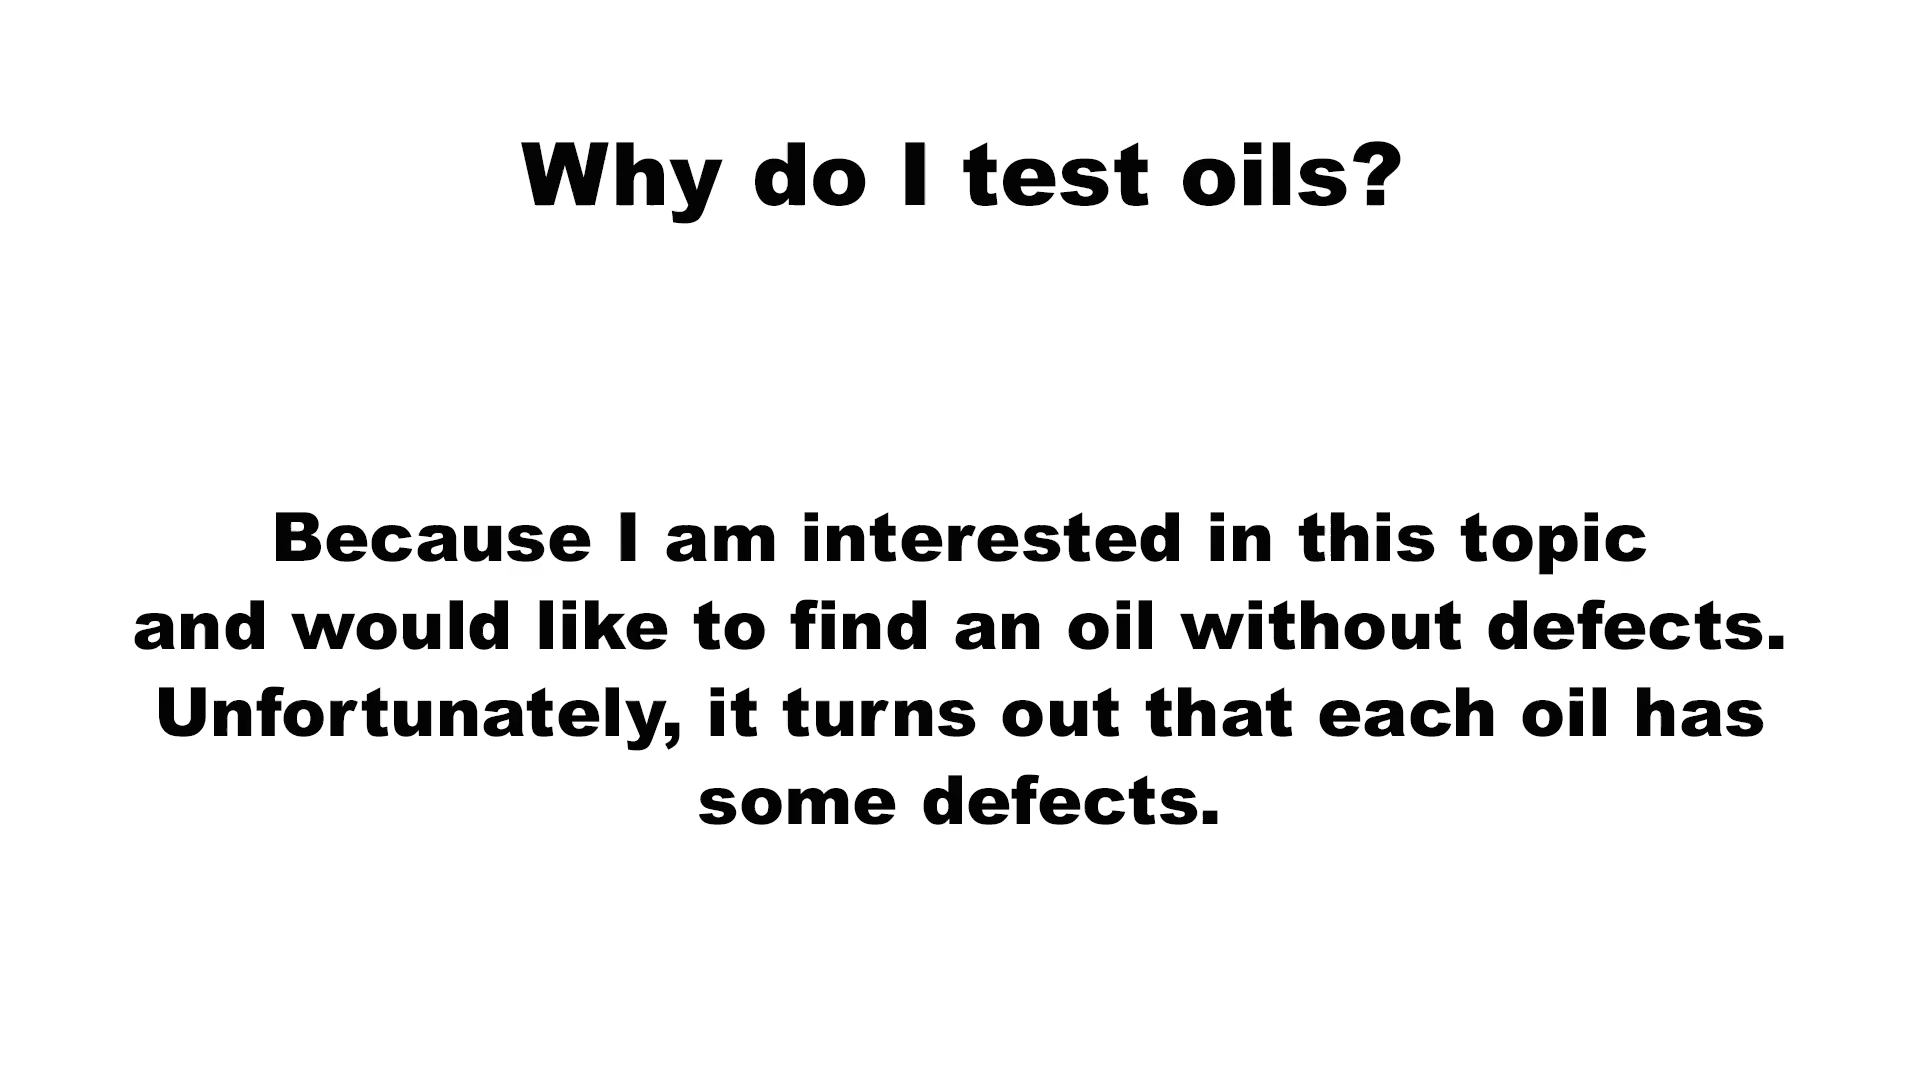 Why do I test oils?
Because I am interested in this topic
and would like to find an oil without defects.
Unfortunately, it turns out that each oil has
some defects.